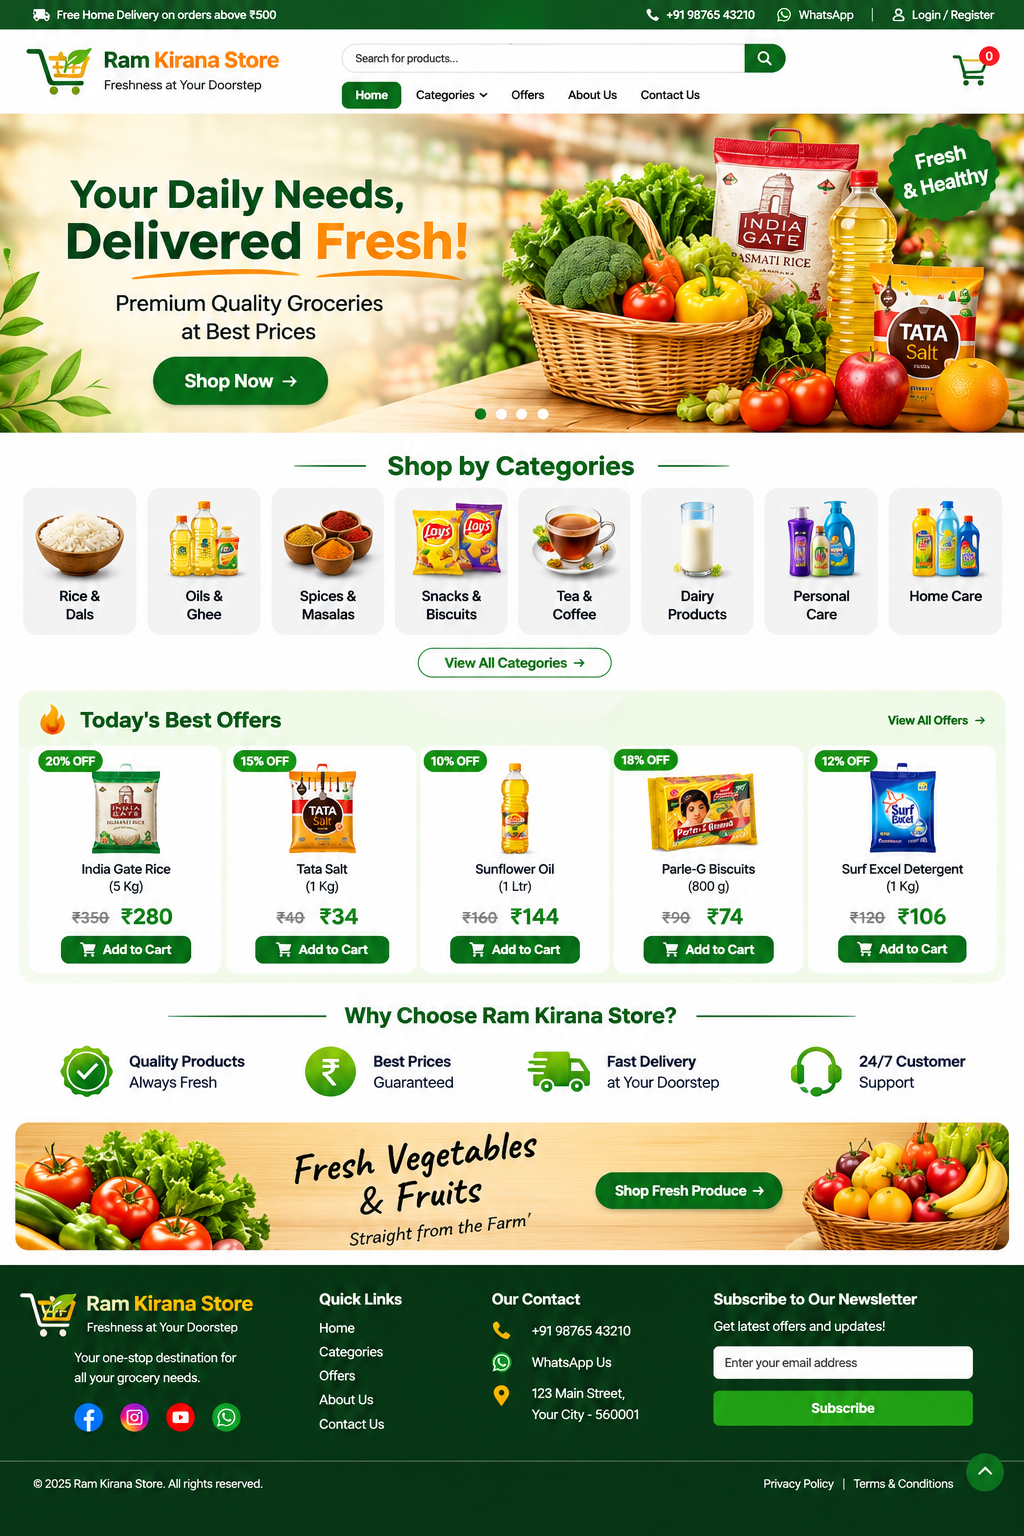 Free Home Delivery on orders above ₹500
+91 98765 43210
WhatsApp
|
Login / Register
Ram Kirana Store
Freshness at Your Doorstep
Search for products...
0
Home
Categories
Offers
About Us
Contact Us
Your Daily Needs,
Delivered Fresh!
Premium Quality Groceries
at Best Prices
Shop Now →
INDIA
GATE
BASMATI RICE
TATA
Salt
Fresh
& Healthy
Shop by Categories
Lay's
Lay's
Rice &
Dals
Oils &
Ghee
Spices &
Masalas
Snacks &
Biscuits
Tea &
Coffee
Dairy
Products
Personal
Care
Home Care
View All Categories →
Today's Best Offers
View All Offers →
20% OFF
INDIA
GATE
India Gate Rice
(5 Kg)
₹350 ₹280
Add to Cart
15% OFF
TATA
Salt
Tata Salt
(1 Kg)
₹40 ₹34
Add to Cart
10% OFF
Sunflower Oil
(1 Ltr)
₹160 ₹144
Add to Cart
18% OFF
Parle-G Biscuits
(800 g)
₹90 ₹74
Add to Cart
12% OFF
Surf
Excel
Surf Excel Detergent
(1 Kg)
₹120 ₹106
Add to Cart
Why Choose Ram Kirana Store?
Quality Products
Always Fresh
₹
Best Prices
Guaranteed
Fast Delivery
at Your Doorstep
24/7 Customer
Support
Fresh Vegetables
& Fruits
Straight from the Farm'
Shop Fresh Produce →
Ram Kirana Store
Freshness at Your Doorstep
Your one-stop destination for
all your grocery needs.
Quick Links
Home
Categories
Offers
About Us
Contact Us
Our Contact
+91 98765 43210
WhatsApp Us
123 Main Street,
Your City - 560001
Subscribe to Our Newsletter
Get latest offers and updates!
Enter your email address
Subscribe
© 2025 Ram Kirana Store. All rights reserved.
Privacy Policy | Terms & Conditions